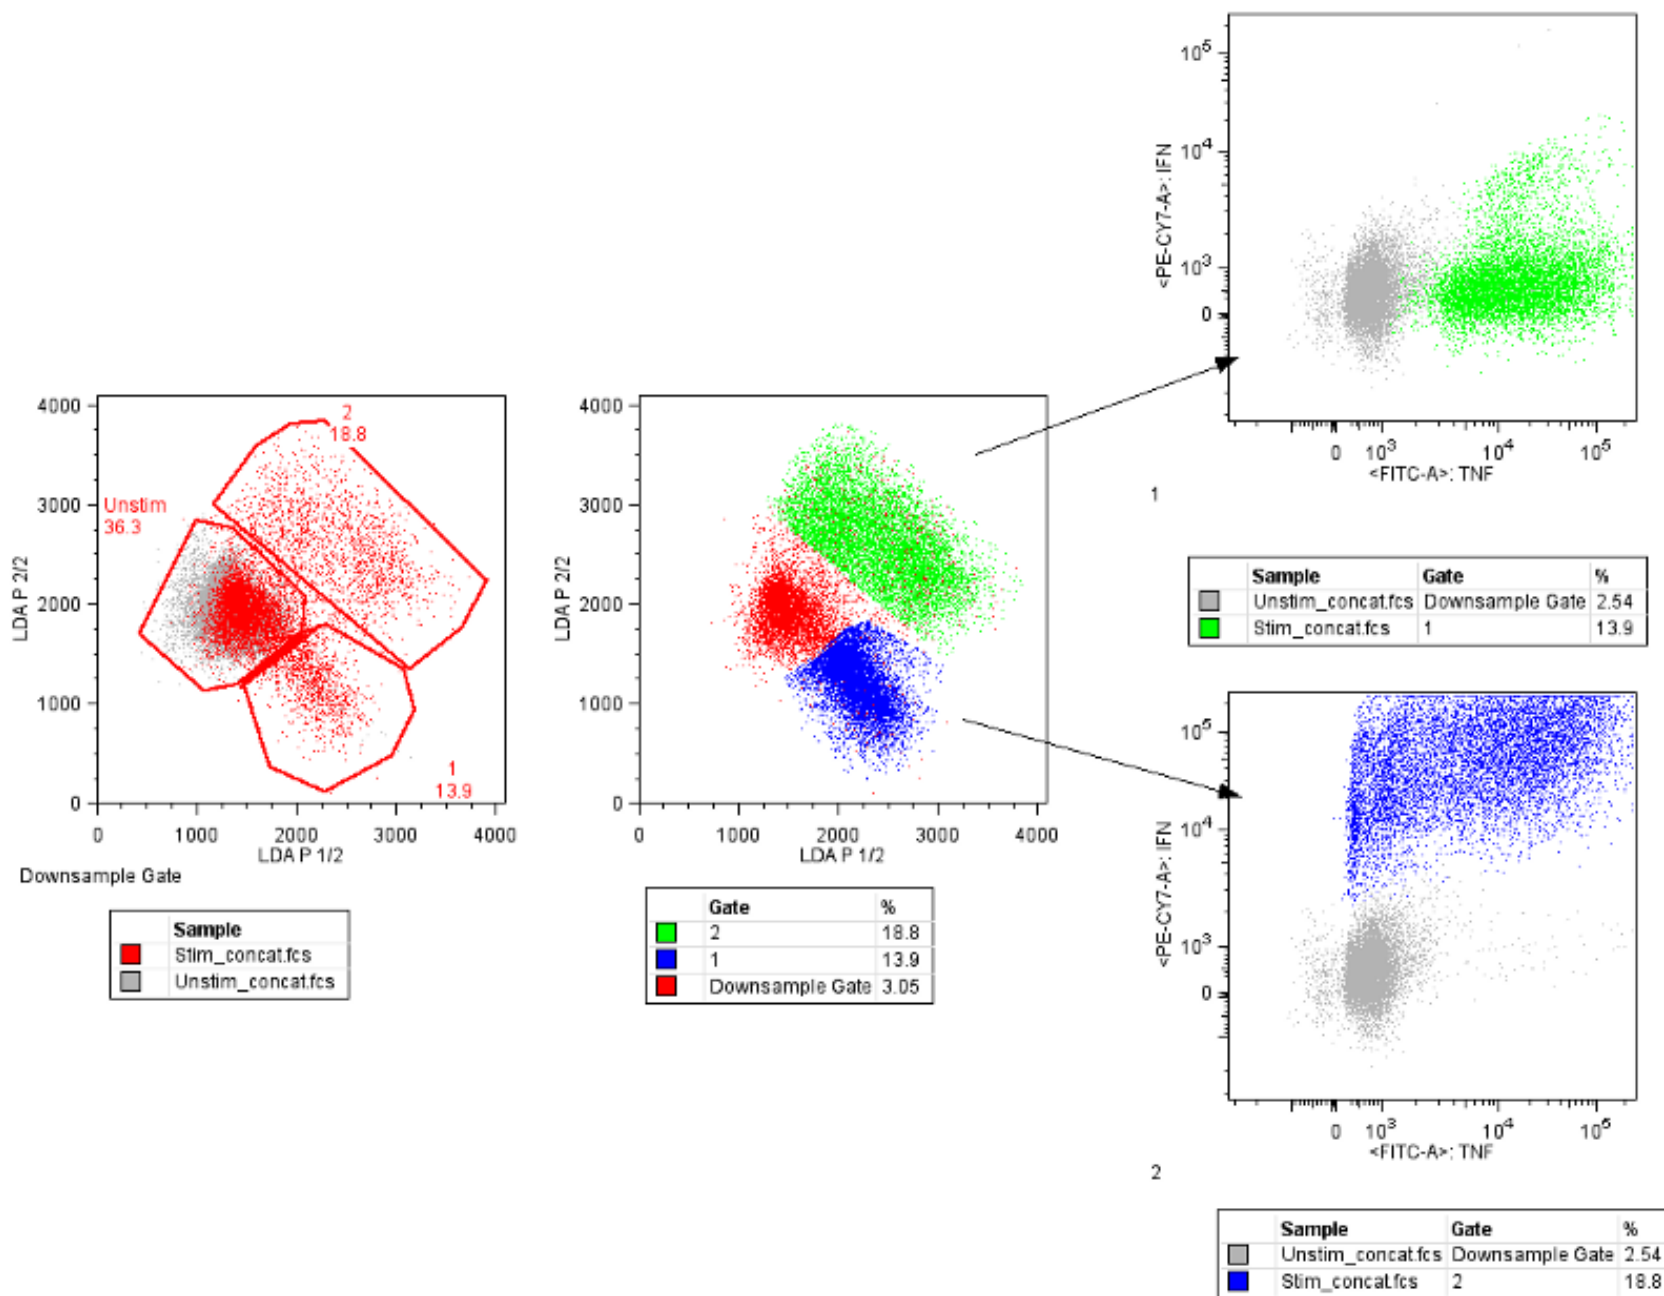 10^5
10^4
10^3
0
<PE-CY7-A>: IFN
0 10^3 10^4 10^5
<FITC-A>: TNF
1
Sample Gate %
Unstim_concat.fcs Downsample Gate 2.54
Stim_concat.fcs 1 13.9
4000
3000
2000
1000
0
LDA P 2/2
2
18.8
Unstim
36.3
1
13.9
0 1000 2000 3000 4000
LDA P 1/2
Downsample Gate
Sample
Stim_concat.fcs
Unstim_concat.fcs
4000
3000
2000
1000
0
LDA P 2/2
0 1000 2000 3000 4000
LDA P 1/2
Gate %
2 18.8
1 13.9
Downsample Gate 3.05
10^5
10^4
10^3
0
<PE-CY7-A>: IFN
0 10^3 10^4 10^5
<FITC-A>: TNF
2
Sample Gate %
Unstim_concat.fcs Downsample Gate 2.54
Stim_concat.fcs 2 18.8